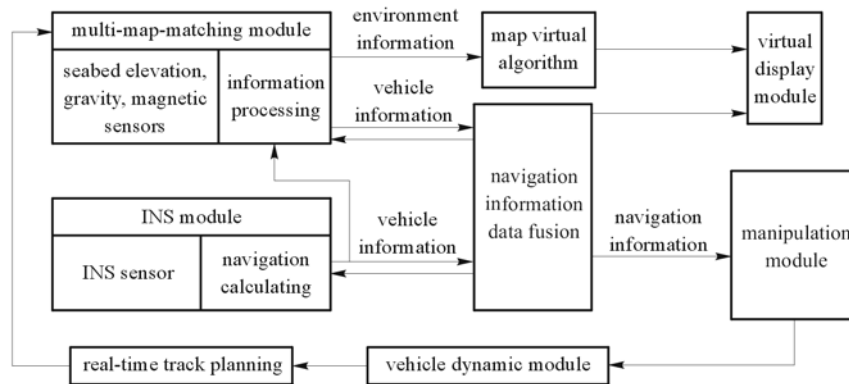 multi-map-matching module
seabed elevation,
gravity, magnetic
sensors
information
processing
environment
information
map virtual
algorithm
virtual
display
module
vehicle
information
INS module
INS sensor
navigation
calculating
vehicle
information
navigation
information
data fusion
navigation
information
manipulation
module
real-time track planning
vehicle dynamic module